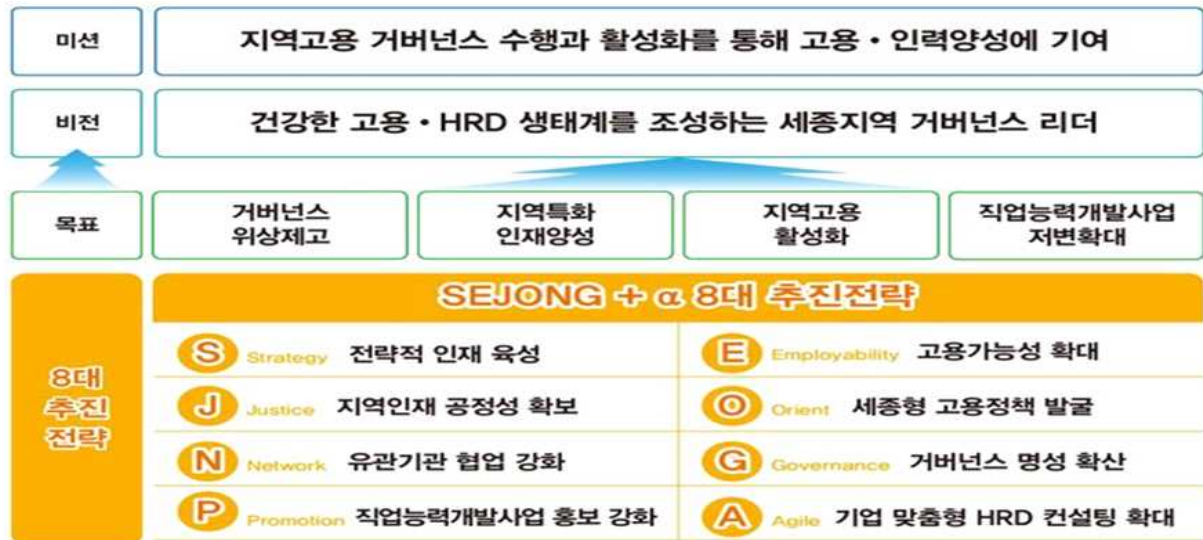 미션
지역고용 거버넌스 수행과 활성화를 통해 고용·인력양성에 기여
비전
건강한 고용·HRD 생태계를 조성하는 세종지역 거버넌스 리더
목표
거버넌스
위상제고
지역특화
인재양성
지역고용
활성화
직업능력개발사업
저변확대
8대
추진
전략
SEJONG + α 8대 추진전략
S Strategy 전략적 인재 육성
E Employability 고용가능성 확대
J Justice 지역인재 공정성 확보
O Orient 세종형 고용정책 발굴
N Network 유관기관 협업 강화
G Governance 거버넌스 명성 확산
P Promotion 직업능력개발사업 홍보 강화
A Agile 기업 맞춤형 HRD 컨설팅 확대